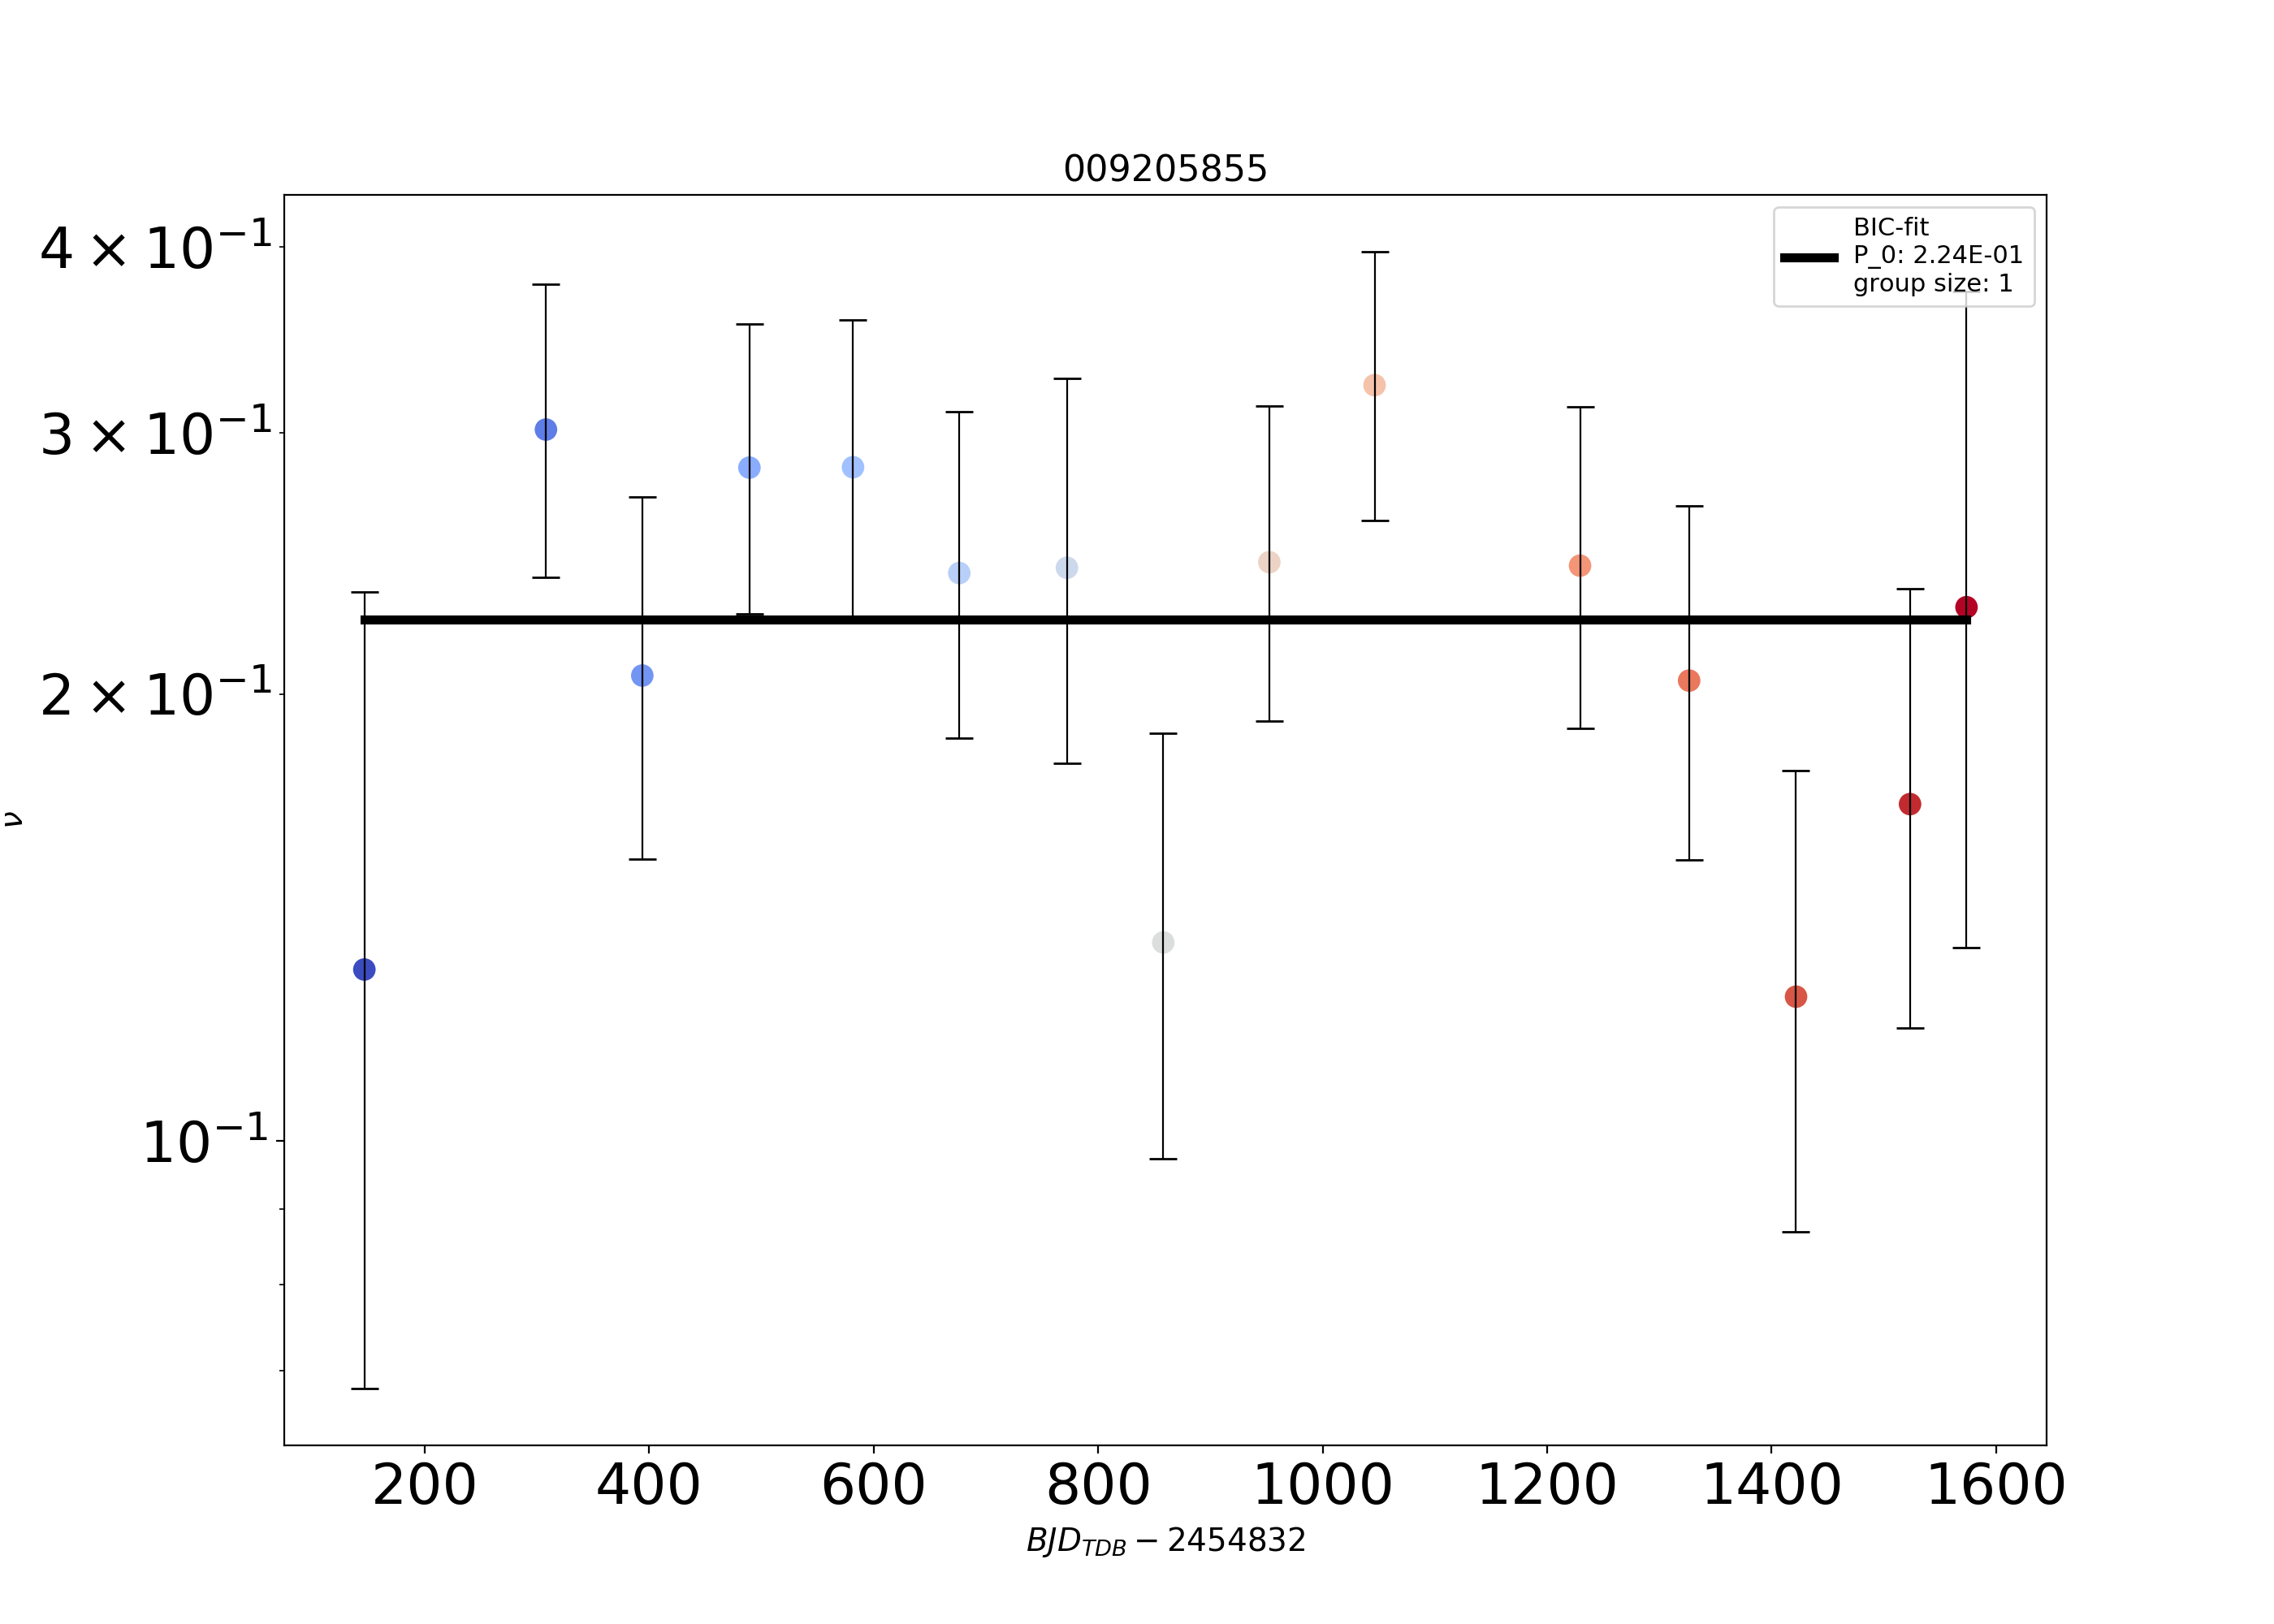 009205855
4 × 10⁻¹
3 × 10⁻¹
2 × 10⁻¹
10⁻¹
ν
BIC-fit
P_0: 2.24E-01
group size: 1
200 400 600 800 1000 1200 1400 1600
BJD_TDB − 2454832